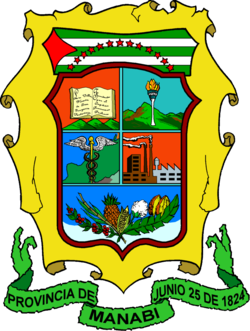 PROVINCIA DE
MANABI
JUNIO 25 DE 1824